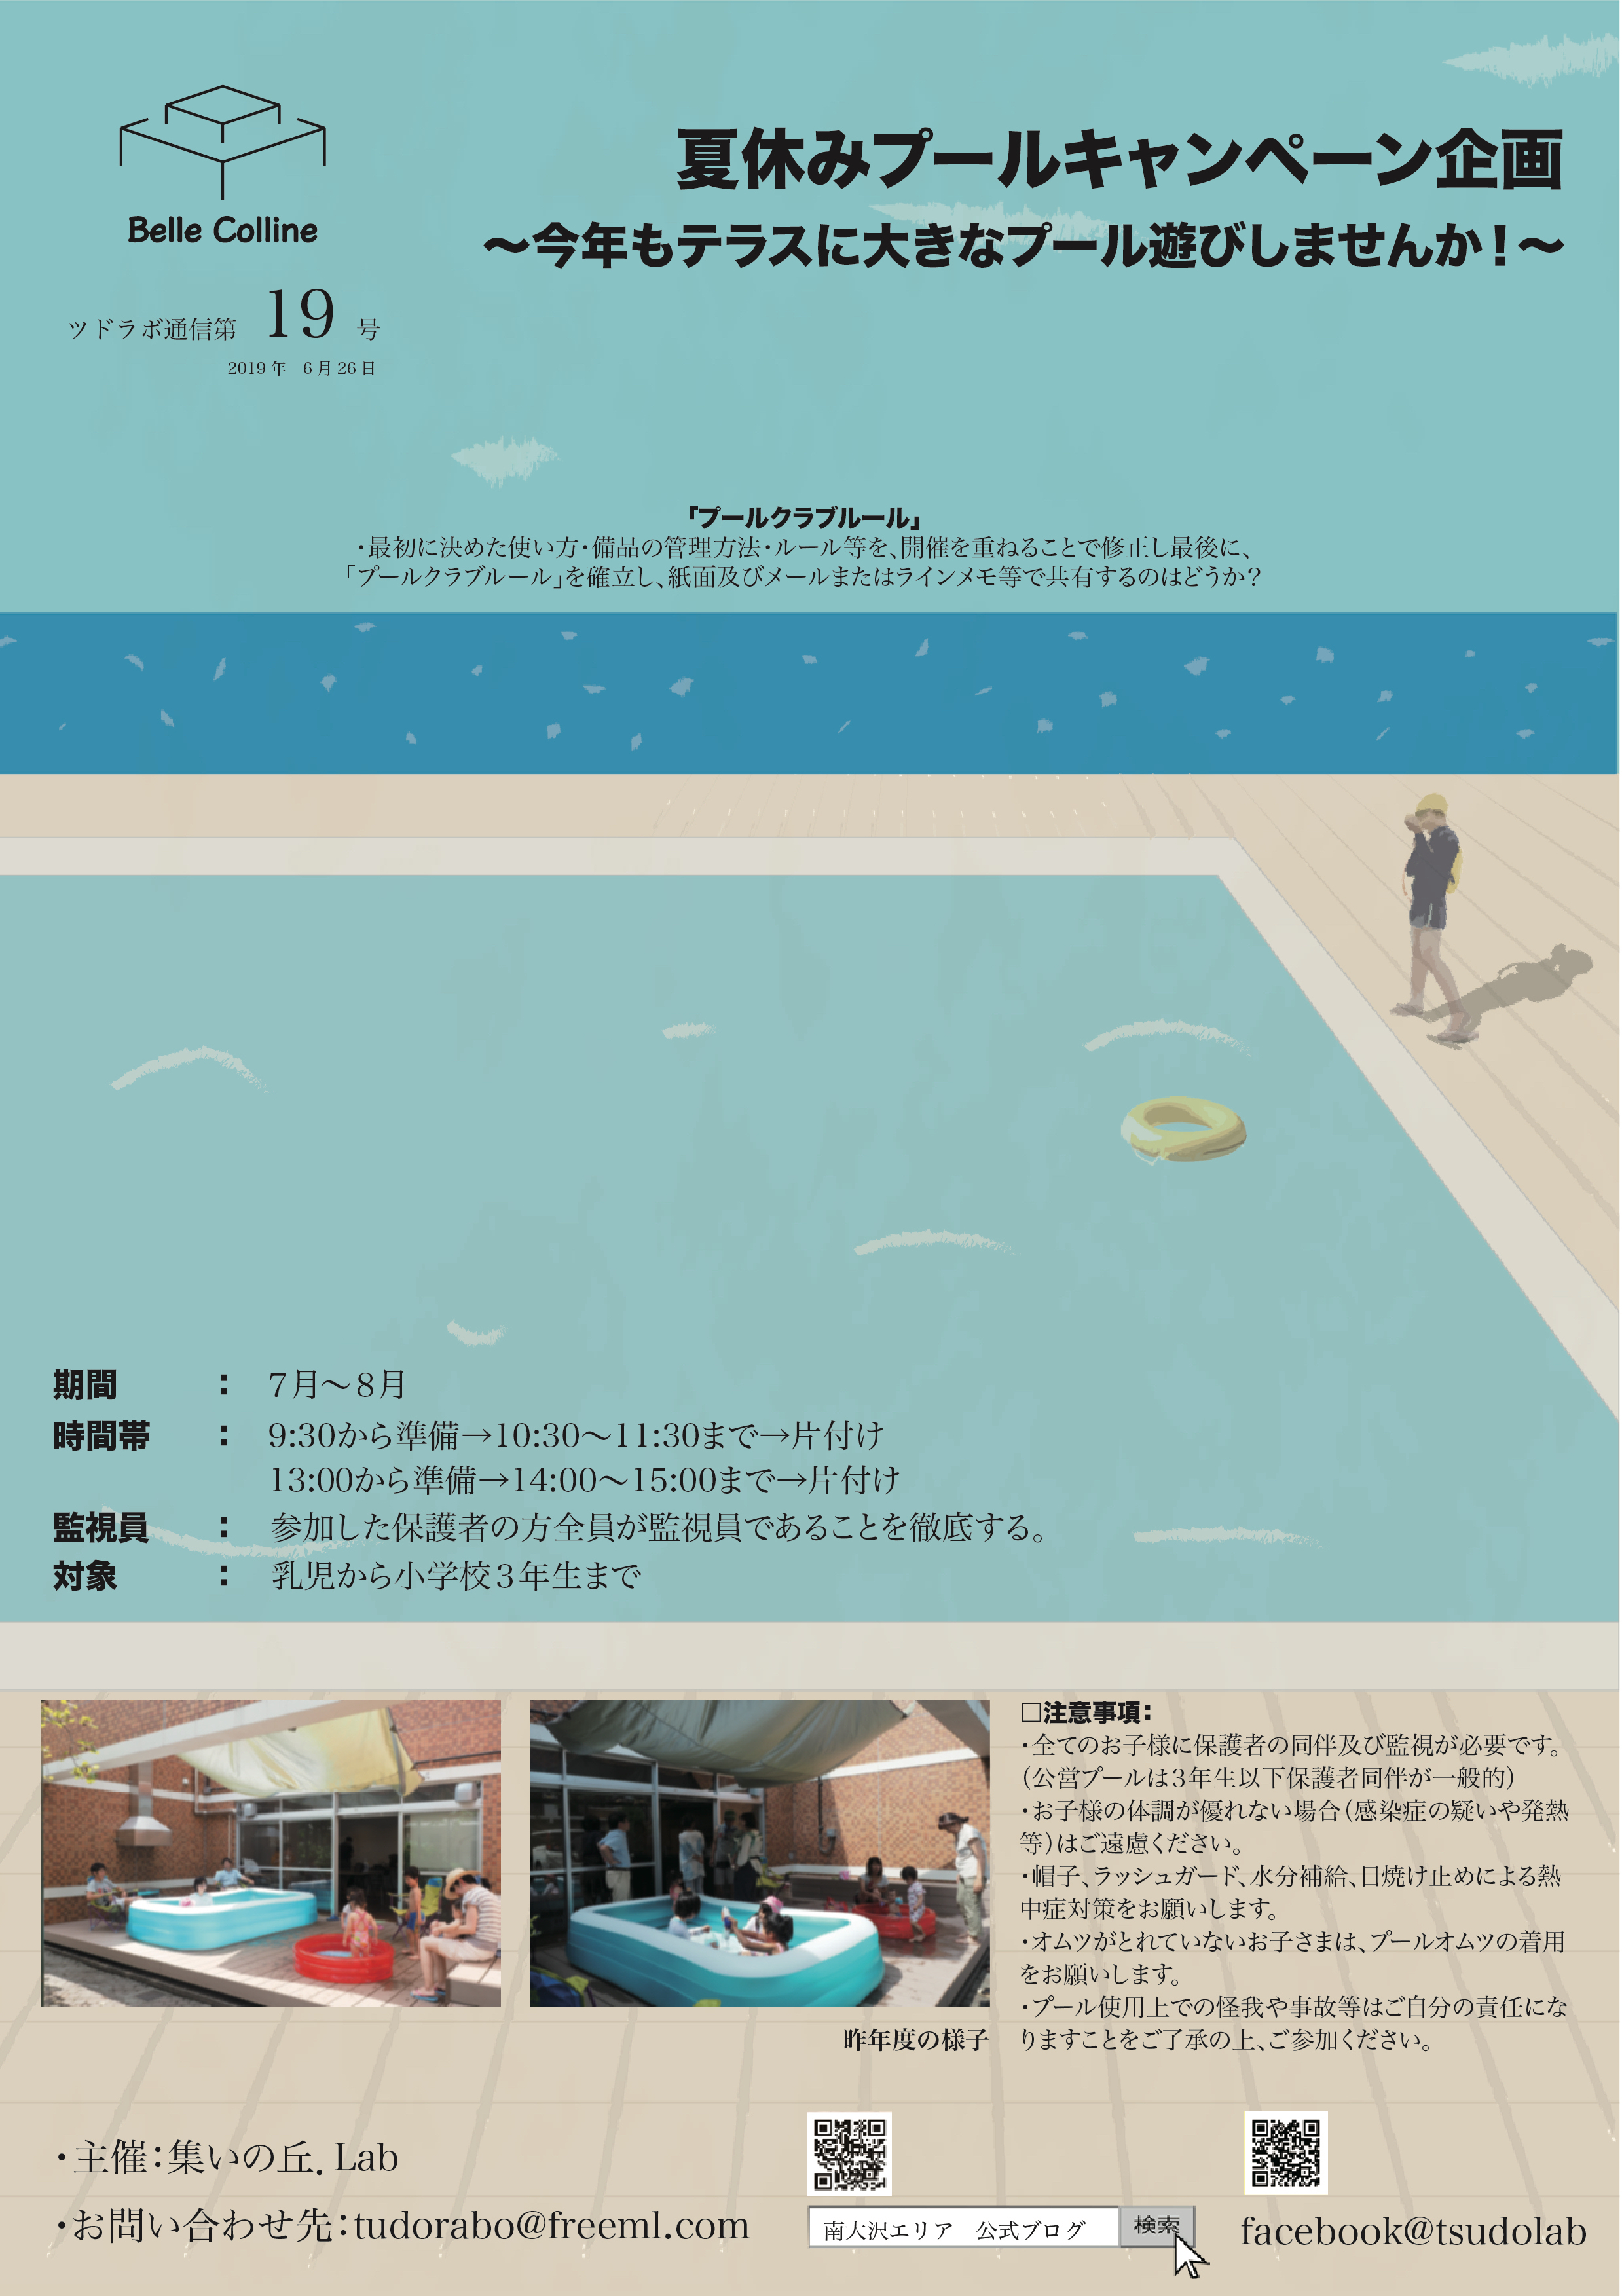 Belle Colline
夏休みプールキャンペーン企画
～今年もテラスに大きなプール遊びしませんか！～
ツドラボ通信第 19 号
2019年 6月26日
「プールクラブルール」
・最初に決めた使い方・備品の管理方法・ルール等を、開催を重ねることで修正し最後に、
「プールクラブルール」を確立し、紙面及びメールまたはラインメモ等で共有するのはどうか？
期間 ： 7月～8月
時間帯 ： 9:30から準備→10:30～11:30まで→片付け
13:00から準備→14:00～15:00まで→片付け
監視員 ： 参加した保護者の方全員が監視員であることを徹底する。
対象 ： 乳児から小学校３年生まで
□注意事項：
・全てのお子様に保護者の同伴及び監視が必要です。
（公営プールは３年生以下保護者同伴が一般的）
・お子様の体調が優れない場合（感染症の疑いや発熱
等）はご遠慮ください。
・帽子、ラッシュガード、水分補給、日焼け止めによる熱
中症対策をお願いします。
・オムツがとれていないお子さまは、プールオムツの着用
をお願いします。
・プール使用上での怪我や事故等はご自分の責任にな
りますことをご了承の上、ご参加ください。
昨年度の様子
・主催：集いの丘．Lab
・お問い合わせ先：tudorabo@freeml.com
南大沢エリア 公式ブログ 検索
facebook@tsudolab